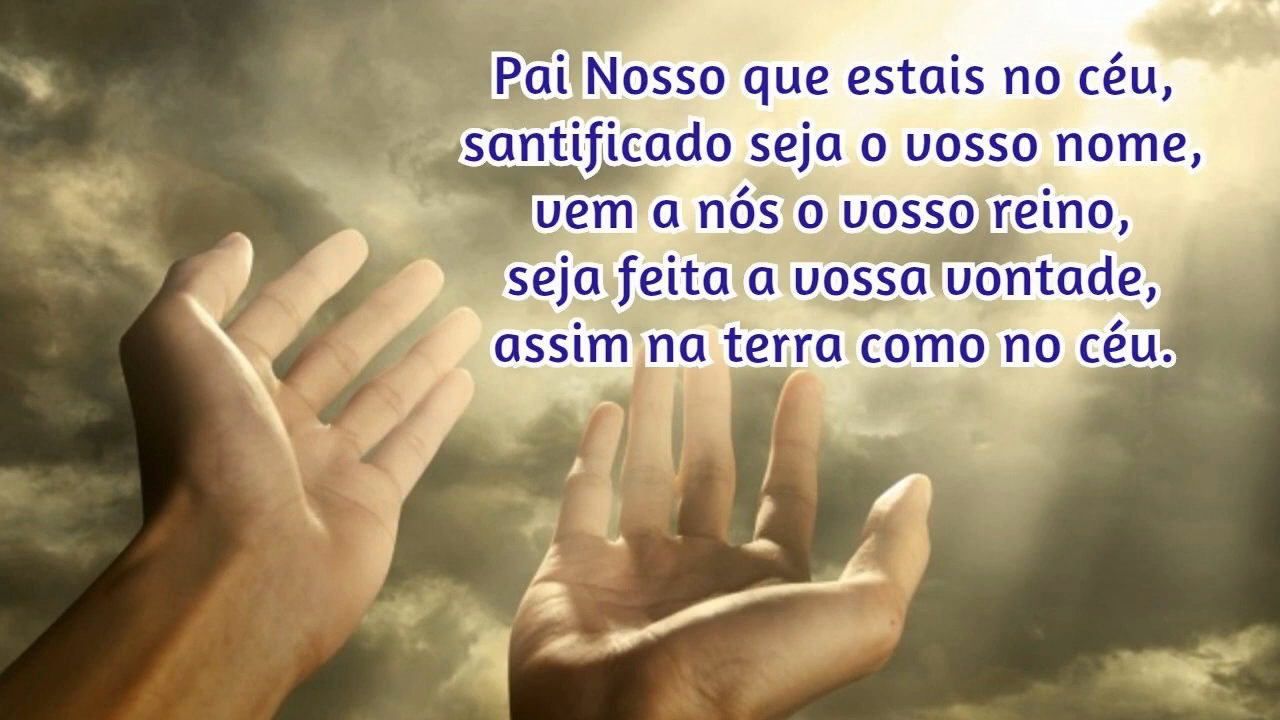 Pai Nosso que estais no céu,
santificado seja o vosso nome,
vem a nós o vosso reino,
seja feita a vossa vontade,
assim na terra como no céu.